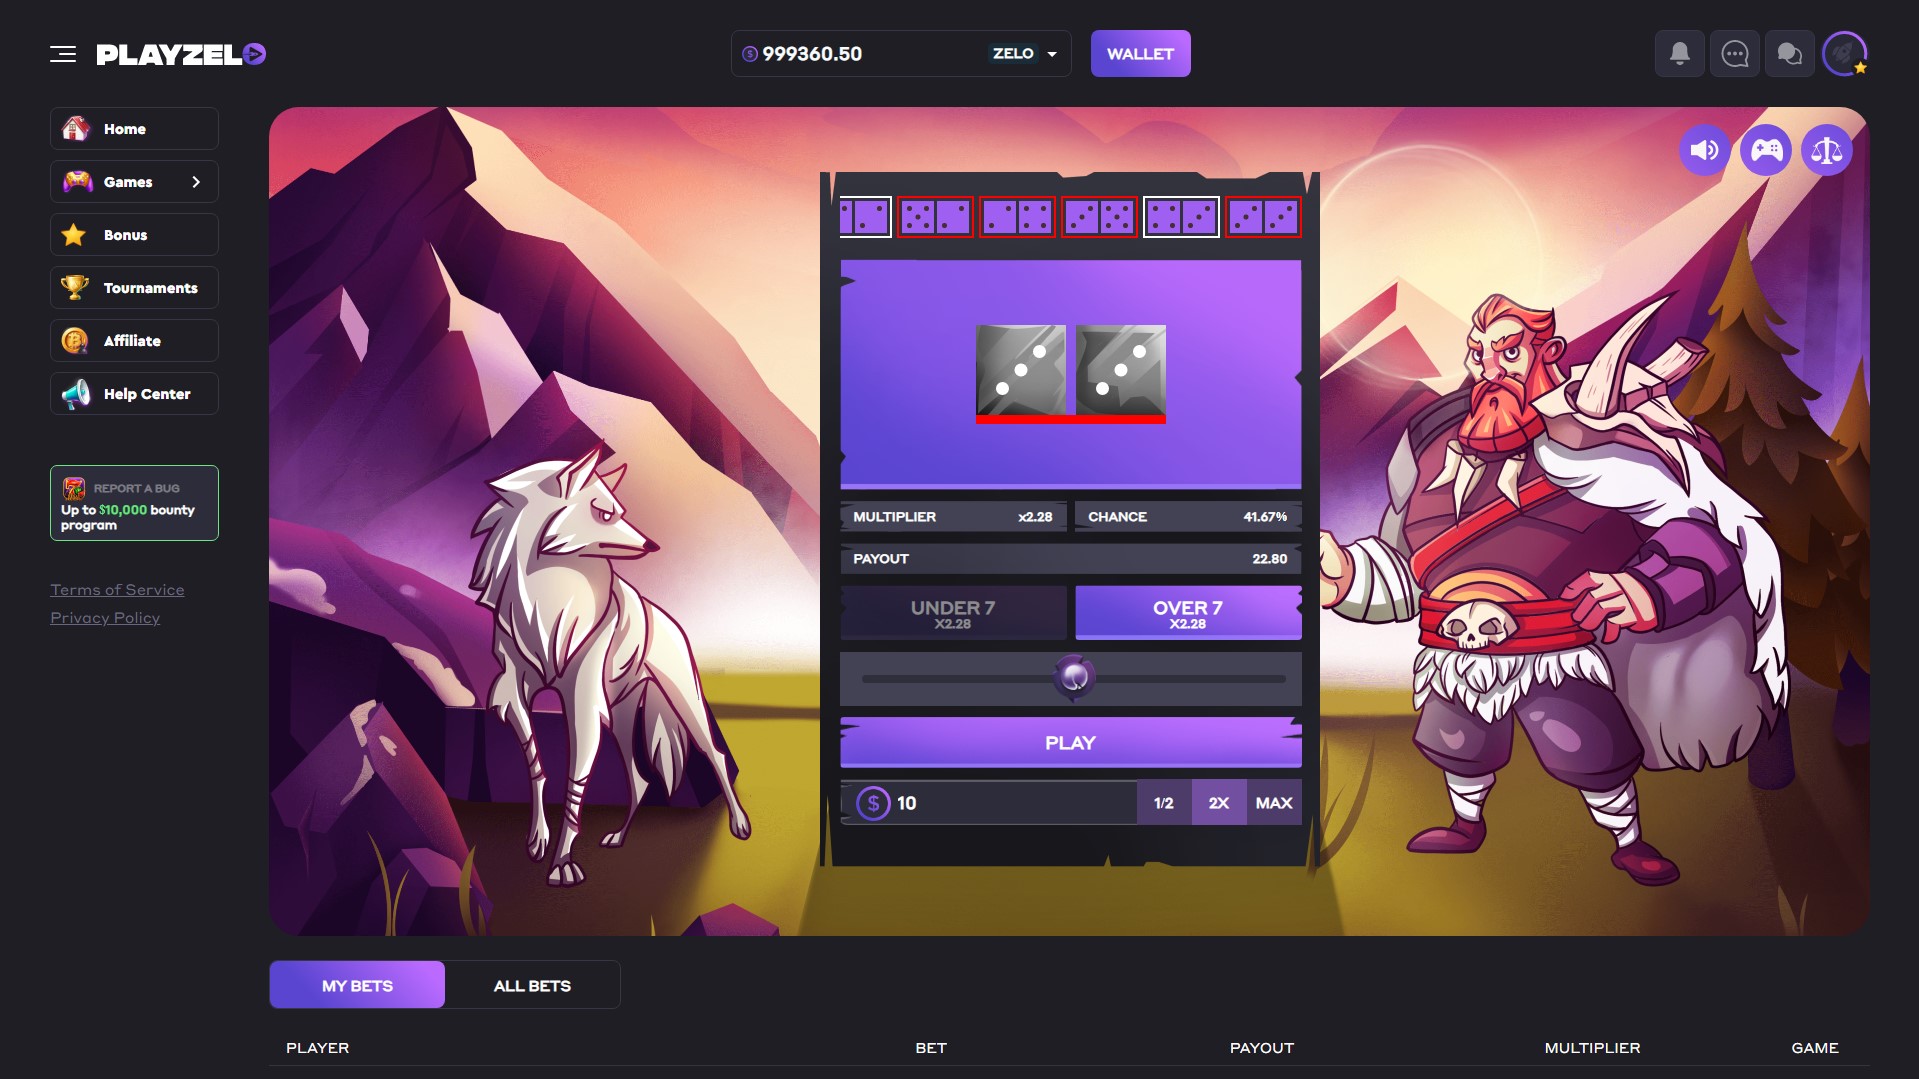 PLAYZELO
999360.50
ZELO
WALLET
Home
Games
Bonus
Tournaments
Affiliate
Help Center
REPORT A BUG
Up to $10,000 bounty
program
Terms of Service
Privacy Policy
MULTIPLIER x2.28
CHANCE 41.67%
PAYOUT 22.80
UNDER 7
X2.28
OVER 7
X2.28
PLAY
$ 10
1/2
2X
MAX
MY BETS
ALL BETS
PLAYER BET PAYOUT MULTIPLIER GAME